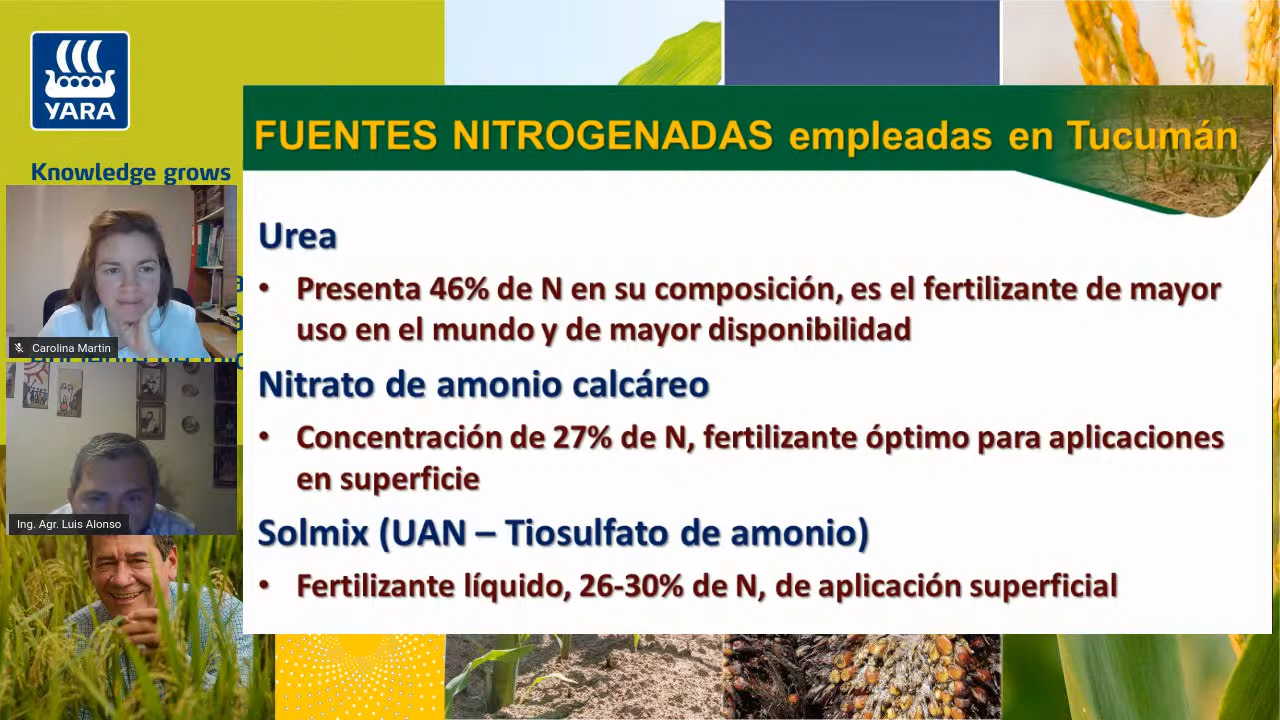 YARA
Knowledge grows
Carolina Martin
Ing. Agr. Luis Alonso
FUENTES NITROGENADAS empleadas en Tucumán
Urea
• Presenta 46% de N en su composición, es el fertilizante de mayor
uso en el mundo y de mayor disponibilidad
Nitrato de amonio calcáreo
• Concentración de 27% de N, fertilizante óptimo para aplicaciones
en superficie
Solmix (UAN – Tiosulfato de amonio)
• Fertilizante líquido, 26-30% de N, de aplicación superficial